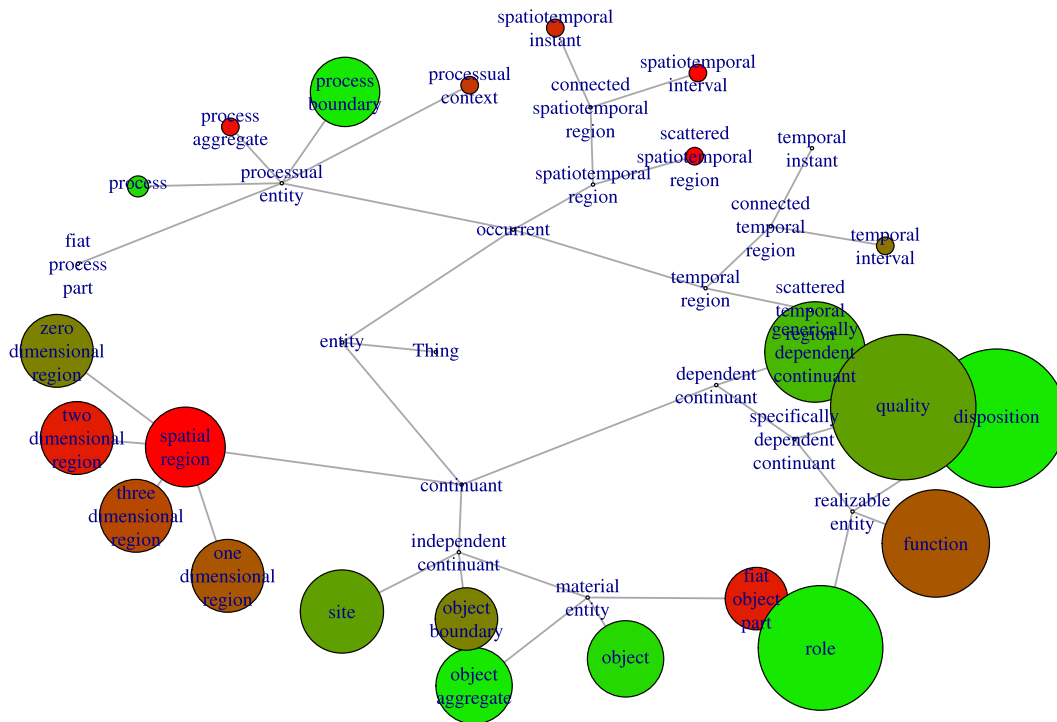 spatiotemporal
instant
process
boundary
processual
context
spatiotemporal
interval
connected
spatiotemporal
region
process
aggregate
scattered
spatiotemporal
region
temporal
instant
process
processual
entity
spatiotemporal
region
connected
temporal
region
fiat
process
part
occurrent
temporal
interval
temporal
region
scattered
temporal
region
zero
dimensional
region
entity
Thing
generically
dependent
continuant
dependent
continuant
quality
disposition
two
dimensional
region
spatial
region
specifically
dependent
continuant
continuant
three
dimensional
region
realizable
entity
independent
continuant
function
one
dimensional
region
site
object
boundary
material
entity
fiat
object
part
role
object
object
aggregate